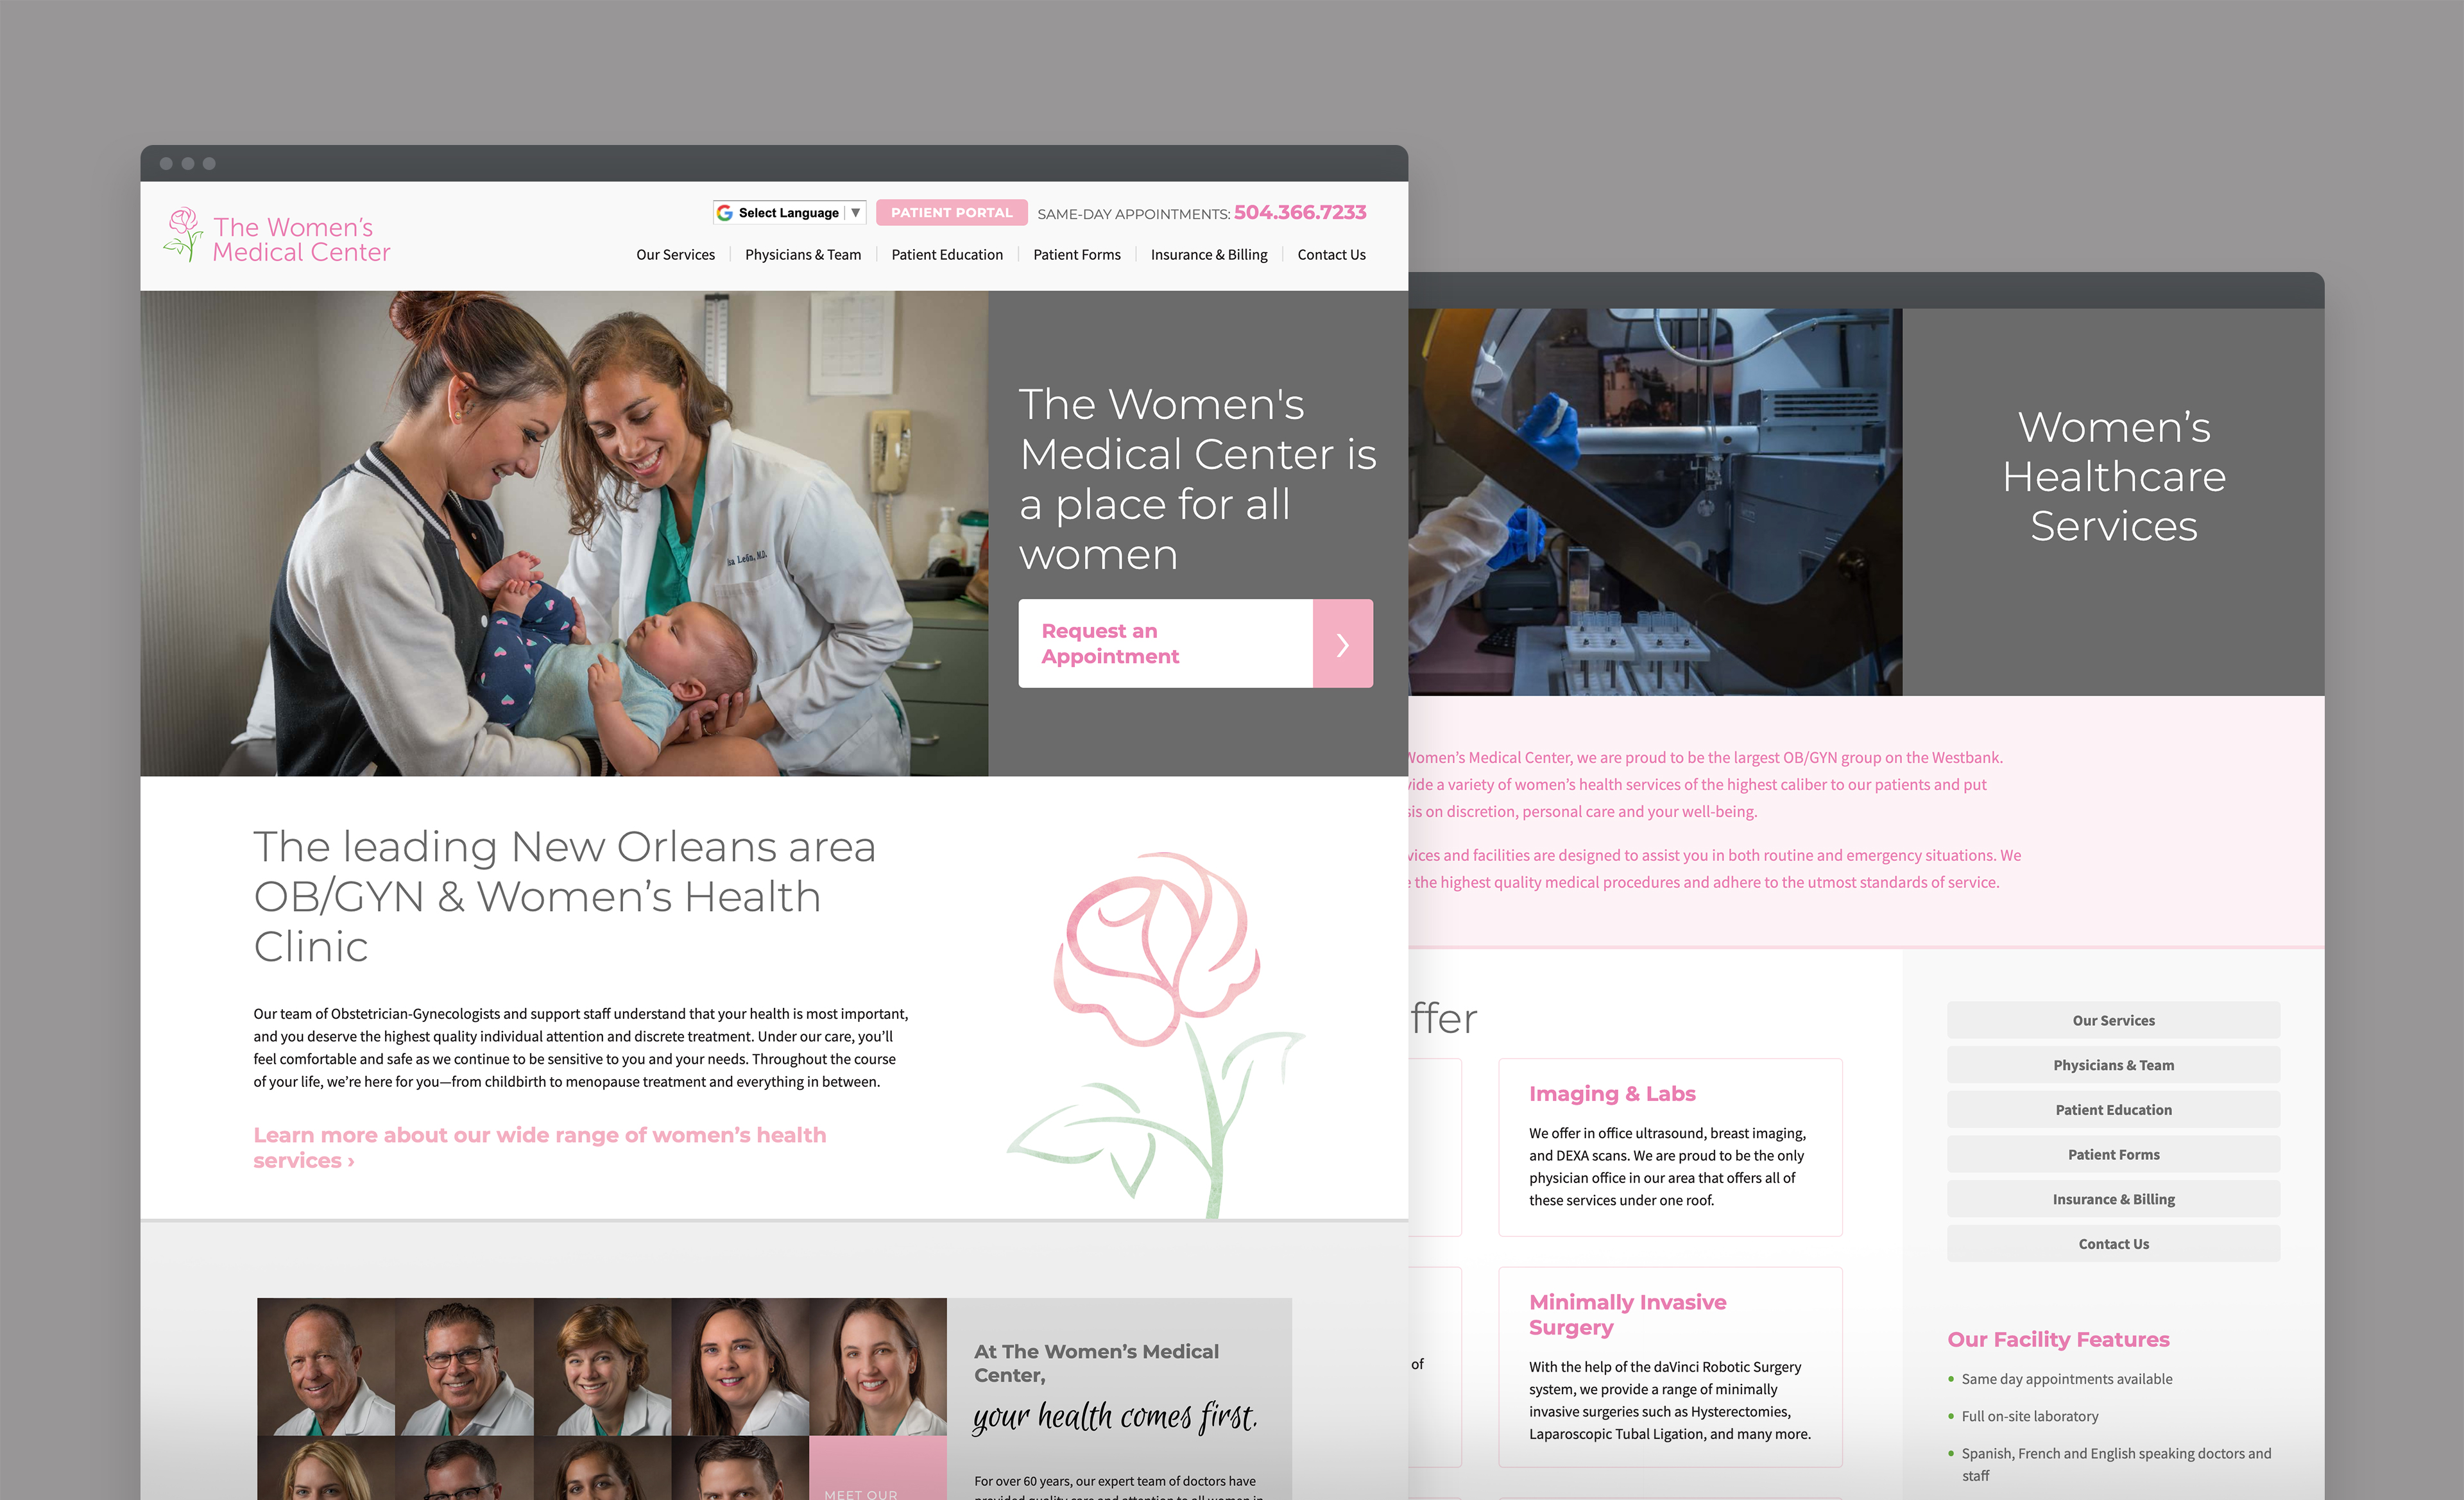 The Women's
Medical Center
Select Language
PATIENT PORTAL
SAME-DAY APPOINTMENTS: 504.366.7233
Our Services
Physicians & Team
Patient Education
Patient Forms
Insurance & Billing
Contact Us
León, M.D.
The Women's
Medical Center is
a place for all
women
Request an
Appointment
The leading New Orleans area
OB/GYN & Women’s Health
Clinic
Our team of Obstetrician-Gynecologists and support staff understand that your health is most important,
and you deserve the highest quality individual attention and discrete treatment. Under our care, you’ll
feel comfortable and safe as we continue to be sensitive to you and your needs. Throughout the course
of your life, we’re here for you—from childbirth to menopause treatment and everything in between.
Learn more about our wide range of women’s health
services ›
At The Women’s Medical
Center,
your health comes first.
For over 60 years, our expert team of doctors have
MEET OUR
Women’s
Healthcare
Services
Women’s Medical Center, we are proud to be the largest OB/GYN group on the Westbank.
vide a variety of women’s health services of the highest caliber to our patients and put
sis on discretion, personal care and your well-being.
vices and facilities are designed to assist you in both routine and emergency situations. We
e the highest quality medical procedures and adhere to the utmost standards of service.
ffer
Imaging & Labs
We offer in office ultrasound, breast imaging,
and DEXA scans. We are proud to be the only
physician office in our area that offers all of
these services under one roof.
of
Minimally Invasive
Surgery
With the help of the daVinci Robotic Surgery
system, we provide a range of minimally
invasive surgeries such as Hysterectomies,
Laparoscopic Tubal Ligation, and many more.
Our Services
Physicians & Team
Patient Education
Patient Forms
Insurance & Billing
Contact Us
Our Facility Features
Same day appointments available
Full on-site laboratory
Spanish, French and English speaking doctors and
staff